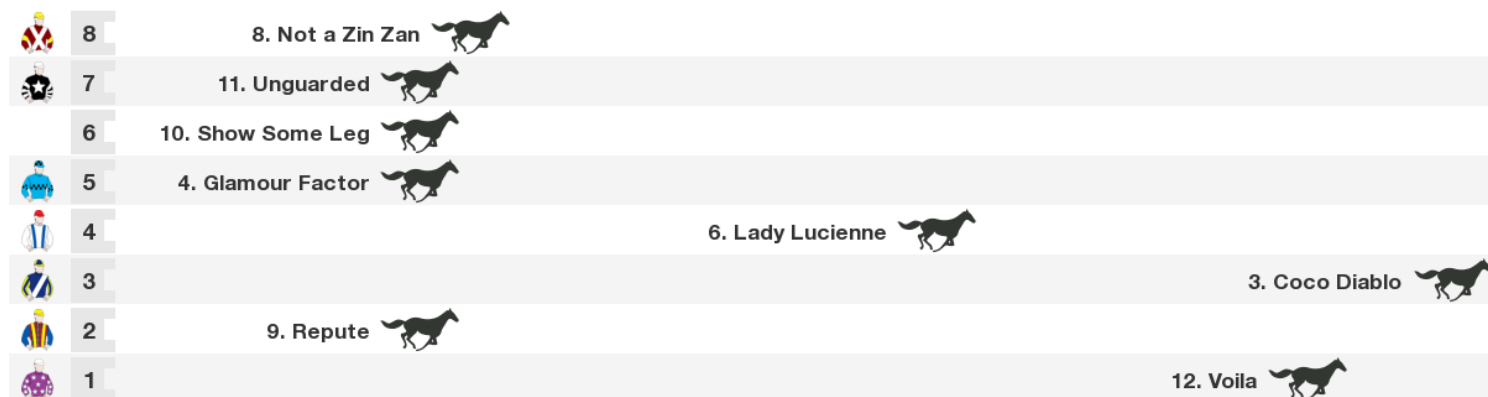 8 8. Not a Zin Zan
7 11. Unguarded
6 10. Show Some Leg
5 4. Glamour Factor
4 6. Lady Lucienne
3 3. Coco Diablo
2 9. Repute
1 12. Voila